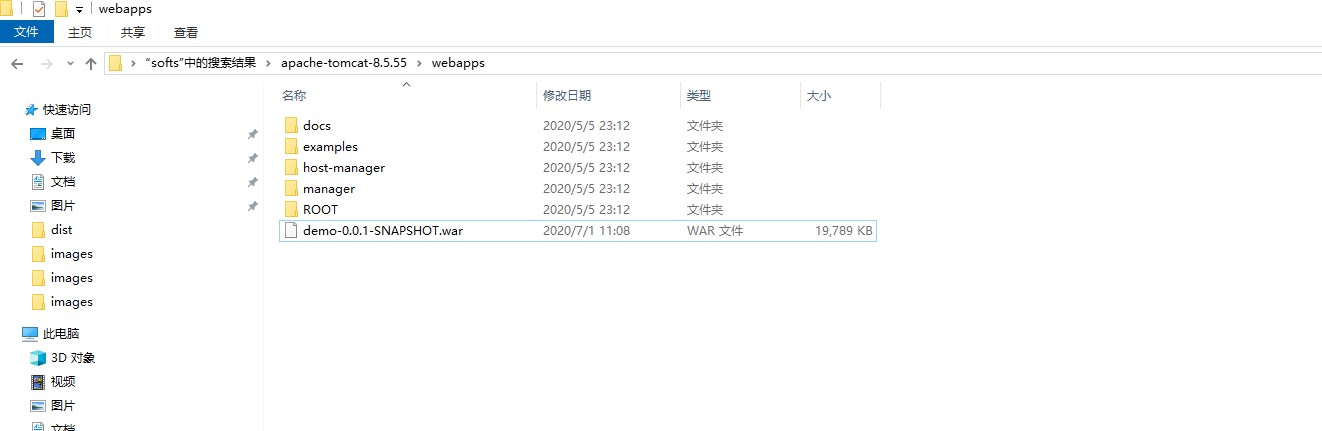 webapps
文件 主页 共享 查看
“softs”中的搜索结果 apache-tomcat-8.5.55 webapps
名称 修改日期 类型 大小
快速访问
桌面
下载
文档
图片
dist
images
images
images
此电脑
3D 对象
视频
图片
文档
docs 2020/5/5 23:12 文件夹
examples 2020/5/5 23:12 文件夹
host-manager 2020/5/5 23:12 文件夹
manager 2020/5/5 23:12 文件夹
ROOT 2020/5/5 23:12 文件夹
demo-0.0.1-SNAPSHOT.war 2020/7/1 11:08 WAR 文件 19,789 KB